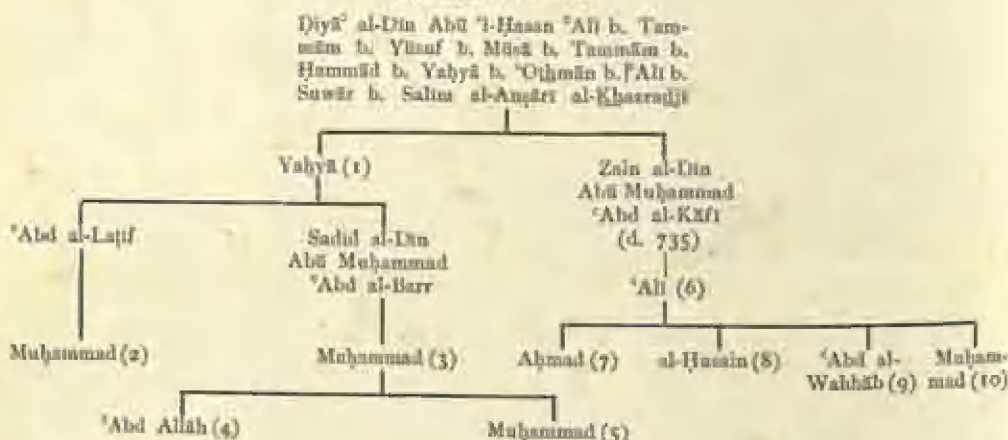 Ḍiyāʾ al-Dīn Abū ʾl-Ḥasan ʿAlī b. Tam-
mām b. Yūsuf b. Mūsā b. Tammām b.
Ḥammād b. Yaḥyā b. ʿOthmān b. ʿAlī b.
Suwār b. Salīm al-Anṣārī al-Khazradjī
Yaḥyā (1)
Zain al-Dīn
Abū Muḥammad
ʿAbd al-Kāfī
(d. 735)
ʿAbd al-Laṭīf
Sadīd al-Dīn
Abū Muḥammad
ʿAbd al-Barr
ʿAlī (6)
Muḥammad (2)
Muḥammad (3)
Aḥmad (7)
al-Ḥusain (8)
ʿAbd al-
Wahhāb (9)
Muḥam-
mad (10)
ʿAbd Allāh (4)
Muḥammad (5)